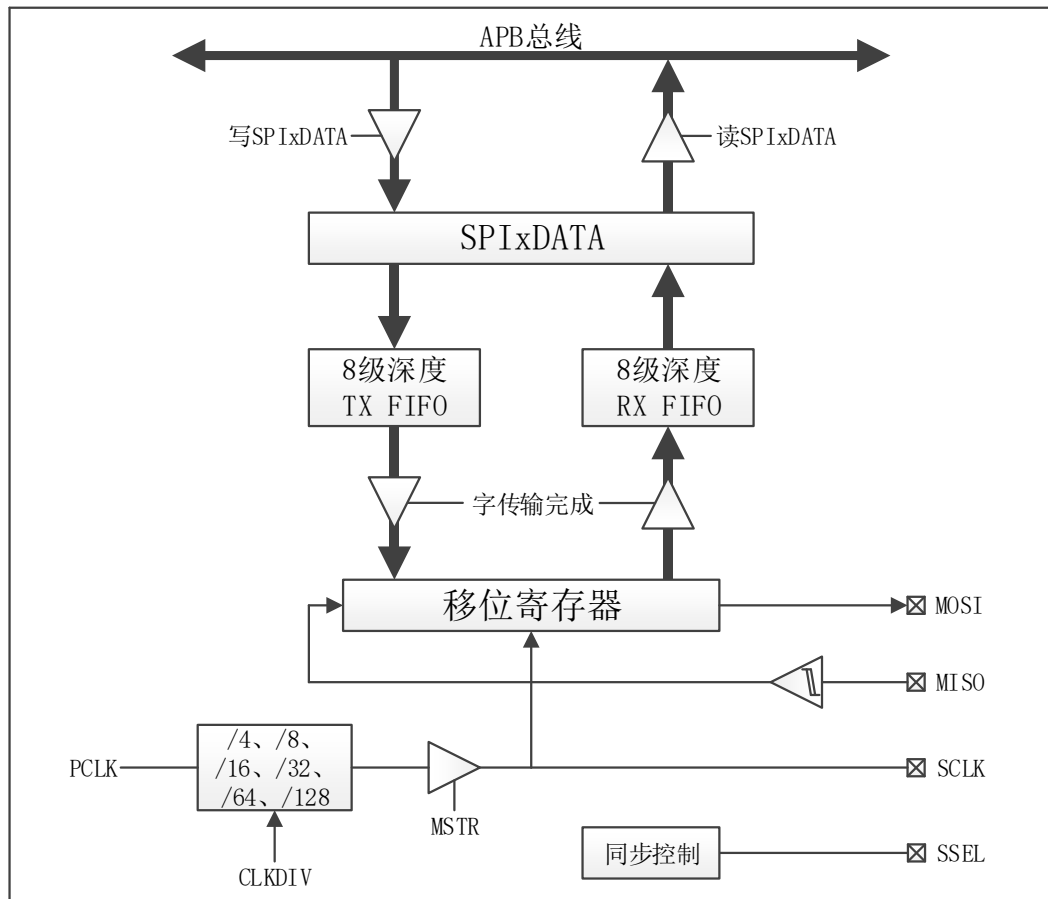 APB总线
写SPIxDATA
读SPIxDATA
SPIxDATA
8级深度
TX FIFO
8级深度
RX FIFO
字传输完成
移位寄存器
MOSI
MISO
/4、/8、
/16、/32、
/64、/128
PCLK
SCLK
MSTR
CLKDIV
同步控制
SSEL